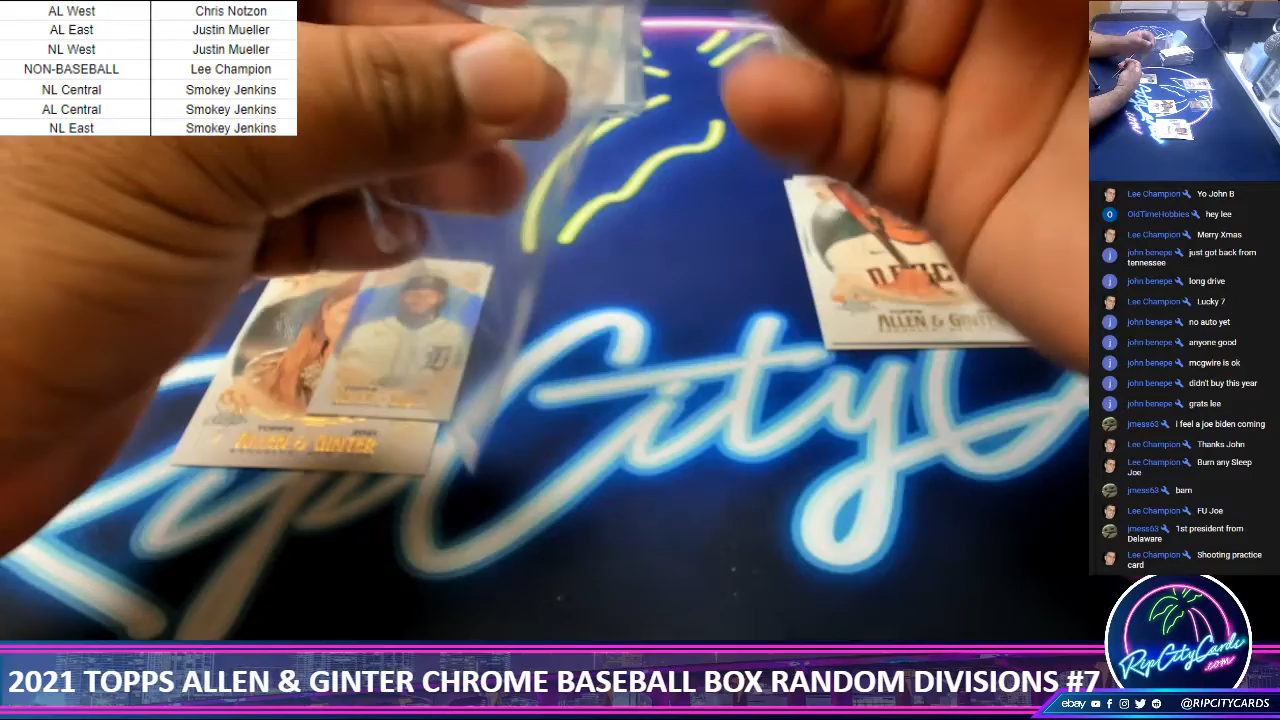 AL West Chris Notzon
AL East Justin Mueller
NL West Justin Mueller
NON-BASEBALL Lee Champion
NL Central Smokey Jenkins
AL Central Smokey Jenkins
NL East Smokey Jenkins
TOPPS
ALLEN & GINTER
TOPPS 2021
ALLEN & GINTER
City
Lee Champion Yo John B
OldTimeHobbies hey lee
Lee Champion Merry Xmas
john benepe just got back from
tennessee
john benepe long drive
Lee Champion Lucky 7
john benepe no auto yet
john benepe anyone good
john benepe mcgwire is ok
john benepe didn't buy this year
john benepe grats lee
jmess63 i feel a joe biden coming
Lee Champion Thanks John
Lee Champion Burn any Sleep
Joe
jmess63 barn
Lee Champion FU Joe
jmess63 1st president from
Delaware
Lee Champion Shooting practice
card
RipCityCards
.com
2021 TOPPS ALLEN & GINTER CHROME BASEBALL BOX RANDOM DIVISIONS #7
ebay @RIPCITYCARDS